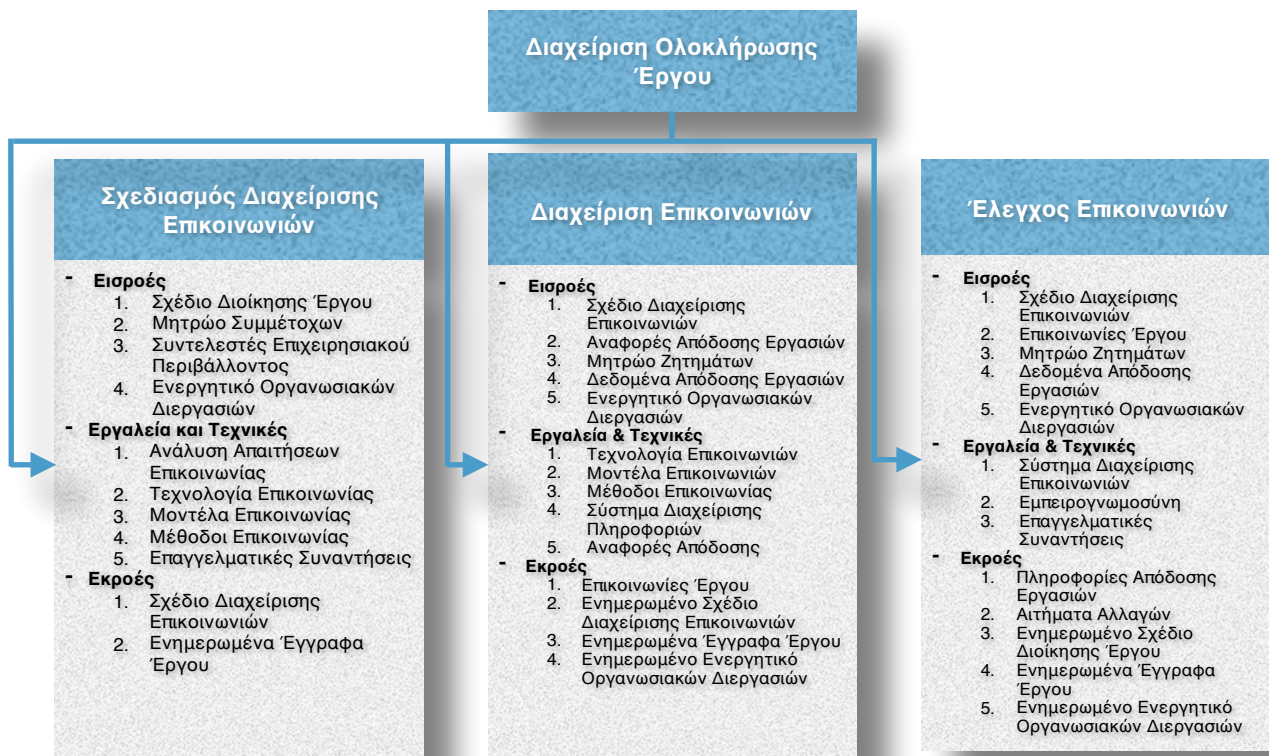 Διαχείριση Ολοκλήρωσης
Έργου
Σχεδιασμός Διαχείρισης
Επικοινωνιών
- Εισροές
1. Σχέδιο Διοίκησης Έργου
2. Μητρώο Συμμέτοχων
3. Συντελεστές Επιχειρησιακού
Περιβάλλοντος
4. Ενεργητικό Οργανωσιακών
Διεργασιών
- Εργαλεία και Τεχνικές
1. Ανάλυση Απαιτήσεων
Επικοινωνίας
2. Τεχνολογία Επικοινωνίας
3. Μοντέλα Επικοινωνίας
4. Μέθοδοι Επικοινωνίας
5. Επαγγελματικές Συναντήσεις
- Εκροές
1. Σχέδιο Διαχείρισης
Επικοινωνιών
2. Ενημερωμένα Έγγραφα
Έργου
Διαχείριση Επικοινωνιών
- Εισροές
1. Σχέδιο Διαχείρισης
Επικοινωνιών
2. Αναφορές Απόδοσης Εργασιών
3. Μητρώο Ζητημάτων
4. Δεδομένα Απόδοσης Εργασιών
5. Ενεργητικό Οργανωσιακών
Διεργασιών
- Εργαλεία & Τεχνικές
1. Τεχνολογία Επικοινωνιών
2. Μοντέλα Επικοινωνιών
3. Μέθοδοι Επικοινωνίας
4. Σύστημα Διαχείρισης
Πληροφοριών
5. Αναφορές Απόδοσης
- Εκροές
1. Επικοινωνίες Έργου
2. Ενημερωμένο Σχέδιο
Διαχείρισης Επικοινωνιών
3. Ενημερωμένα Έγγραφα Έργου
4. Ενημερωμένο Ενεργητικό
Οργανωσιακών Διεργασιών
Έλεγχος Επικοινωνιών
- Εισροές
1. Σχέδιο Διαχείρισης
Επικοινωνιών
2. Επικοινωνίες Έργου
3. Μητρώο Ζητημάτων
4. Δεδομένα Απόδοσης
Εργασιών
5. Ενεργητικό Οργανωσιακών
Διεργασιών
- Εργαλεία & Τεχνικές
1. Σύστημα Διαχείρισης
Επικοινωνιών
2. Εμπειρογνωμοσύνη
3. Επαγγελματικές
Συναντήσεις
- Εκροές
1. Πληροφορίες Απόδοσης
Εργασιών
2. Αιτήματα Αλλαγών
3. Ενημερωμένο Σχέδιο
Διοίκησης Έργου
4. Ενημερωμένα Έγγραφα
Έργου
5. Ενημερωμένο Ενεργητικό
Οργανωσιακών Διεργασιών